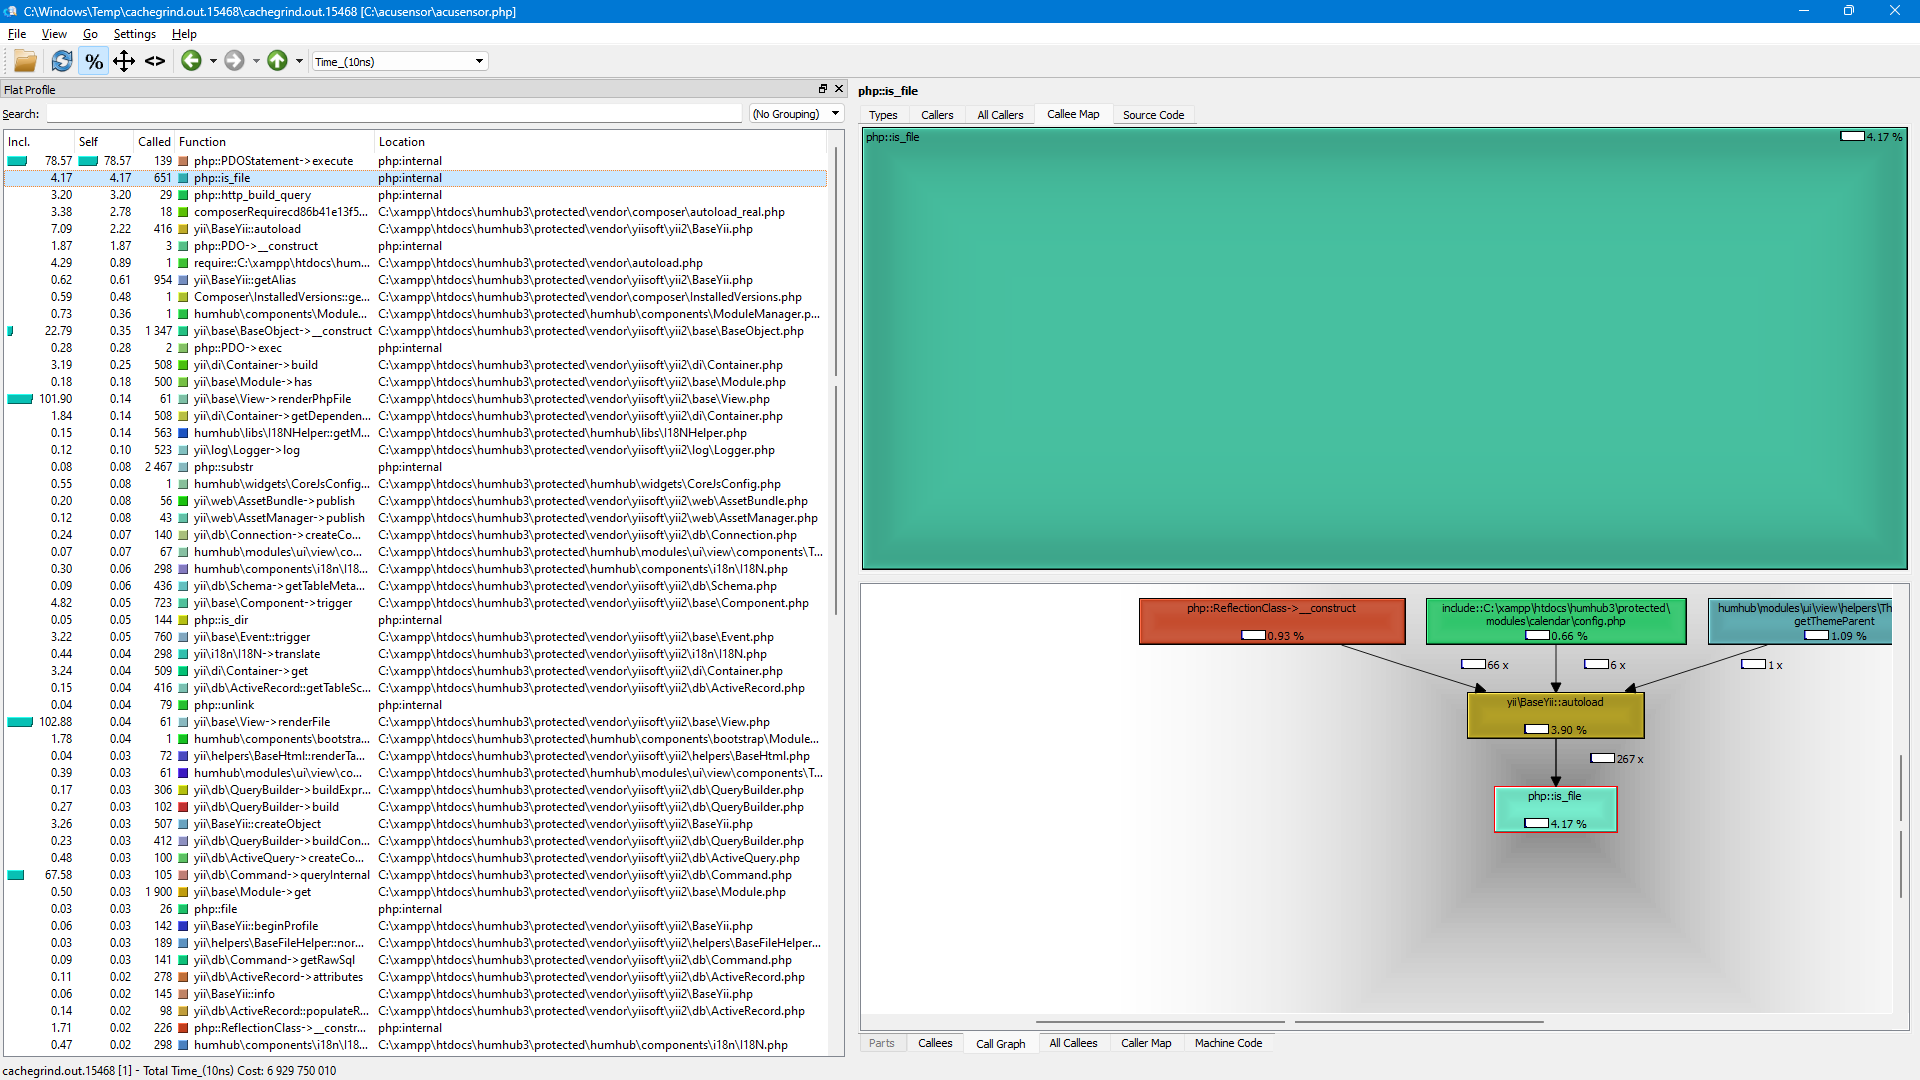 C:\Windows\Temp\cachegrind.out.15468\cachegrind.out.15468 [C:\acusensor\acusensor.php]
File View Go Settings Help
% <> Time_(10ns)
Flat Profile
Search: (No Grouping)
Incl. Self Called Function Location
78.57 78.57 139 php::PDOStatement->execute php:internal
4.17 4.17 651 php::is_file php:internal
3.20 3.20 29 php::http_build_query php:internal
3.38 2.78 18 composerRequirecd86b41e13f5... C:\xampp\htdocs\humhub3\protected\vendor\composer\autoload_real.php
7.09 2.22 416 yii\BaseYii::autoload C:\xampp\htdocs\humhub3\protected\vendor\yiisoft\yii2\BaseYii.php
1.87 1.87 3 php::PDO->__construct php:internal
4.29 0.89 1 require::C:\xampp\htdocs\hum... C:\xampp\htdocs\humhub3\protected\vendor\autoload.php
0.62 0.61 954 yii\BaseYii::getAlias C:\xampp\htdocs\humhub3\protected\vendor\yiisoft\yii2\BaseYii.php
0.59 0.48 1 Composer\InstalledVersions::ge... C:\xampp\htdocs\humhub3\protected\vendor\composer\InstalledVersions.php
0.73 0.36 1 humhub\components\Module... C:\xampp\htdocs\humhub3\protected\humhub\components\ModuleManager.p...
22.79 0.35 1 347 yii\base\BaseObject->__construct C:\xampp\htdocs\humhub3\protected\vendor\yiisoft\yii2\base\BaseObject.php
0.28 0.28 2 php::PDO->exec php:internal
3.19 0.25 508 yii\di\Container->build C:\xampp\htdocs\humhub3\protected\vendor\yiisoft\yii2\di\Container.php
0.18 0.18 500 yii\base\Module->has C:\xampp\htdocs\humhub3\protected\vendor\yiisoft\yii2\base\Module.php
101.90 0.14 61 yii\base\View->renderPhpFile C:\xampp\htdocs\humhub3\protected\vendor\yiisoft\yii2\base\View.php
1.84 0.14 508 yii\di\Container->getDependen... C:\xampp\htdocs\humhub3\protected\vendor\yiisoft\yii2\di\Container.php
0.15 0.14 563 humhub\libs\I18NHelper::getM... C:\xampp\htdocs\humhub3\protected\humhub\libs\I18NHelper.php
0.12 0.10 523 yii\log\Logger->log C:\xampp\htdocs\humhub3\protected\vendor\yiisoft\yii2\log\Logger.php
0.08 0.08 2 467 php::substr php:internal
0.55 0.08 1 humhub\widgets\CoreJsConfig... C:\xampp\htdocs\humhub3\protected\humhub\widgets\CoreJsConfig.php
0.20 0.08 56 yii\web\AssetBundle->publish C:\xampp\htdocs\humhub3\protected\vendor\yiisoft\yii2\web\AssetBundle.php
0.12 0.08 43 yii\web\AssetManager->publish C:\xampp\htdocs\humhub3\protected\vendor\yiisoft\yii2\web\AssetManager.php
0.24 0.07 140 yii\db\Connection->createCo... C:\xampp\htdocs\humhub3\protected\vendor\yiisoft\yii2\db\Connection.php
0.07 0.07 67 humhub\modules\ui\view\co... C:\xampp\htdocs\humhub3\protected\humhub\modules\ui\view\components\T...
0.30 0.06 298 humhub\components\i18n\I18... C:\xampp\htdocs\humhub3\protected\humhub\components\i18n\I18N.php
0.09 0.06 436 yii\db\Schema->getTableMeta... C:\xampp\htdocs\humhub3\protected\vendor\yiisoft\yii2\db\Schema.php
4.82 0.05 723 yii\base\Component->trigger C:\xampp\htdocs\humhub3\protected\vendor\yiisoft\yii2\base\Component.php
0.05 0.05 144 php::is_dir php:internal
3.22 0.05 760 yii\base\Event::trigger C:\xampp\htdocs\humhub3\protected\vendor\yiisoft\yii2\base\Event.php
0.44 0.04 298 yii\i18n\I18N->translate C:\xampp\htdocs\humhub3\protected\vendor\yiisoft\yii2\i18n\I18N.php
3.24 0.04 509 yii\di\Container->get C:\xampp\htdocs\humhub3\protected\vendor\yiisoft\yii2\di\Container.php
0.15 0.04 416 yii\db\ActiveRecord::getTableSc... C:\xampp\htdocs\humhub3\protected\vendor\yiisoft\yii2\db\ActiveRecord.php
0.04 0.04 79 php::unlink php:internal
102.88 0.04 61 yii\base\View->renderFile C:\xampp\htdocs\humhub3\protected\vendor\yiisoft\yii2\base\View.php
1.78 0.04 1 humhub\components\bootstra... C:\xampp\htdocs\humhub3\protected\humhub\components\bootstrap\Module...
0.04 0.03 72 yii\helpers\BaseHtml::renderTa... C:\xampp\htdocs\humhub3\protected\vendor\yiisoft\yii2\helpers\BaseHtml.php
0.39 0.03 61 humhub\modules\ui\view\co... C:\xampp\htdocs\humhub3\protected\humhub\modules\ui\view\components\T...
0.17 0.03 306 yii\db\QueryBuilder->buildExpr... C:\xampp\htdocs\humhub3\protected\vendor\yiisoft\yii2\db\QueryBuilder.php
0.27 0.03 102 yii\db\QueryBuilder->build C:\xampp\htdocs\humhub3\protected\vendor\yiisoft\yii2\db\QueryBuilder.php
3.26 0.03 507 yii\BaseYii::createObject C:\xampp\htdocs\humhub3\protected\vendor\yiisoft\yii2\BaseYii.php
0.23 0.03 412 yii\db\QueryBuilder->buildCon... C:\xampp\htdocs\humhub3\protected\vendor\yiisoft\yii2\db\QueryBuilder.php
0.48 0.03 100 yii\db\ActiveQuery->createCo... C:\xampp\htdocs\humhub3\protected\vendor\yiisoft\yii2\db\ActiveQuery.php
67.58 0.03 105 yii\db\Command->queryInternal C:\xampp\htdocs\humhub3\protected\vendor\yiisoft\yii2\db\Command.php
0.50 0.03 1 900 yii\base\Module->get C:\xampp\htdocs\humhub3\protected\vendor\yiisoft\yii2\base\Module.php
0.03 0.03 26 php::file php:internal
0.06 0.03 142 yii\BaseYii::beginProfile C:\xampp\htdocs\humhub3\protected\vendor\yiisoft\yii2\BaseYii.php
0.03 0.03 189 yii\helpers\BaseFileHelper::nor... C:\xampp\htdocs\humhub3\protected\vendor\yiisoft\yii2\helpers\BaseFileHelper...
0.09 0.03 141 yii\db\Command->getRawSql C:\xampp\htdocs\humhub3\protected\vendor\yiisoft\yii2\db\Command.php
0.11 0.02 278 yii\db\ActiveRecord->attributes C:\xampp\htdocs\humhub3\protected\vendor\yiisoft\yii2\db\ActiveRecord.php
0.06 0.02 145 yii\BaseYii::info C:\xampp\htdocs\humhub3\protected\vendor\yiisoft\yii2\BaseYii.php
0.14 0.02 98 yii\db\ActiveRecord::populateR... C:\xampp\htdocs\humhub3\protected\vendor\yiisoft\yii2\db\ActiveRecord.php
1.71 0.02 226 php::ReflectionClass->__constr... php:internal
0.47 0.02 298 humhub\components\i18n\I18... C:\xampp\htdocs\humhub3\protected\humhub\components\i18n\I18N.php
php::is_file
Types Callers All Callers Callee Map Source Code
php::is_file 4.17 %
php::ReflectionClass->__construct
0.93 %
include::C:\xampp\htdocs\humhub3\protected\
modules\calendar\config.php
0.66 %
humhub\modules\ui\view\helpers\Th
getThemeParent
1.09 %
66 x 6 x 1 x
yii\BaseYii::autoload
3.90 %
267 x
php::is_file
4.17 %
Parts Callees Call Graph All Callees Caller Map Machine Code
cachegrind.out.15468 [1] - Total Time_(10ns) Cost: 6 929 750 010